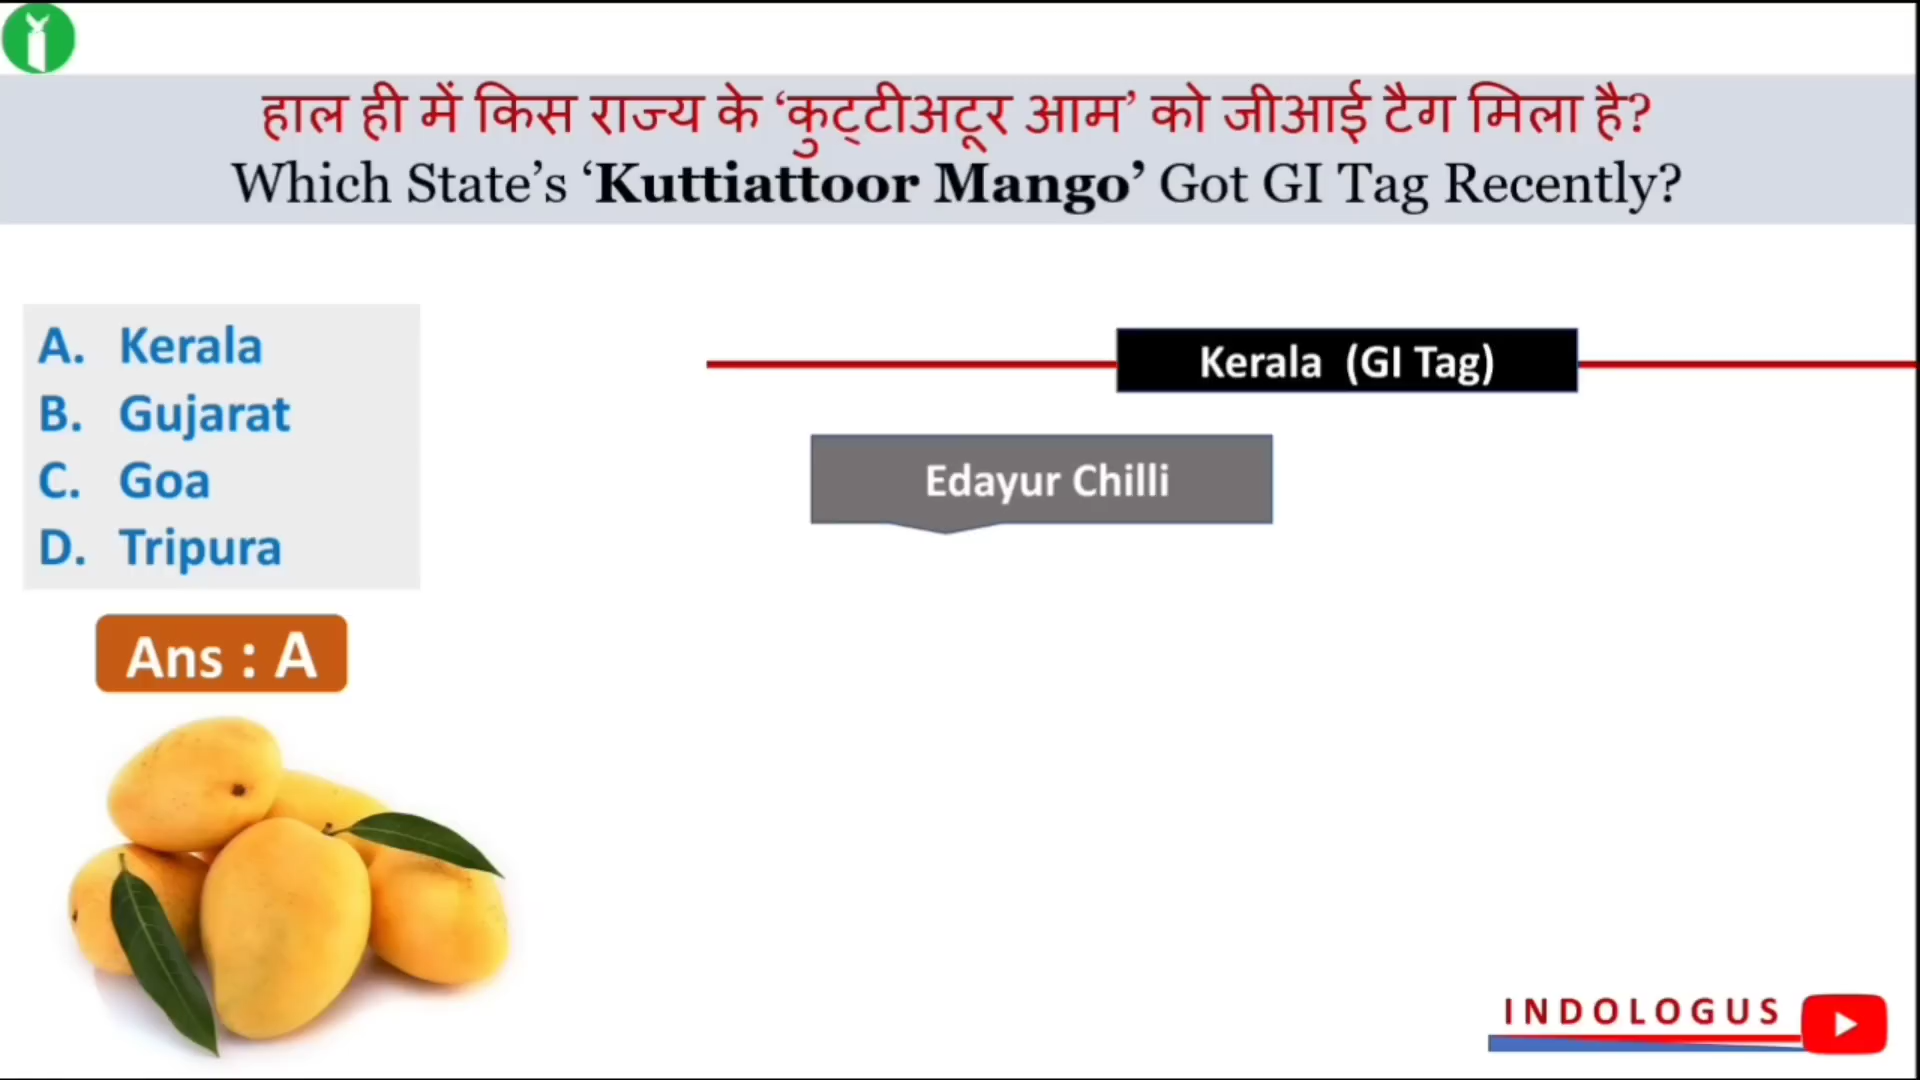 हाल ही में किस राज्य के ‘कुट्टीअटूर आम’ को जीआई टैग मिला है?
Which State’s ‘Kuttiattoor Mango’ Got GI Tag Recently?
A. Kerala
B. Gujarat
C. Goa
D. Tripura
Ans : A
Kerala (GI Tag)
Edayur Chilli
INDOLOGUS